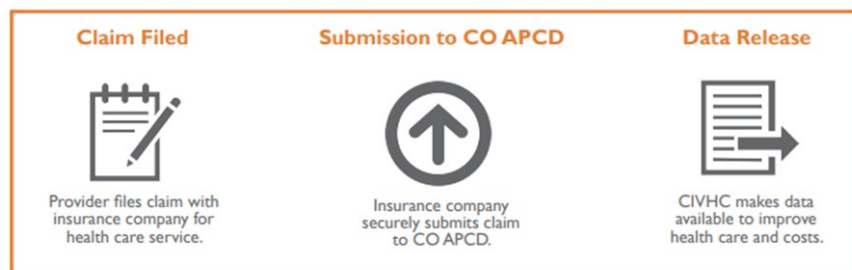 Claim Filed
Submission to CO APCD
Data Release
Provider files claim with
insurance company for
health care service.
Insurance company
securely submits claim
to CO APCD.
CIVHC makes data
available to improve
health care and costs.